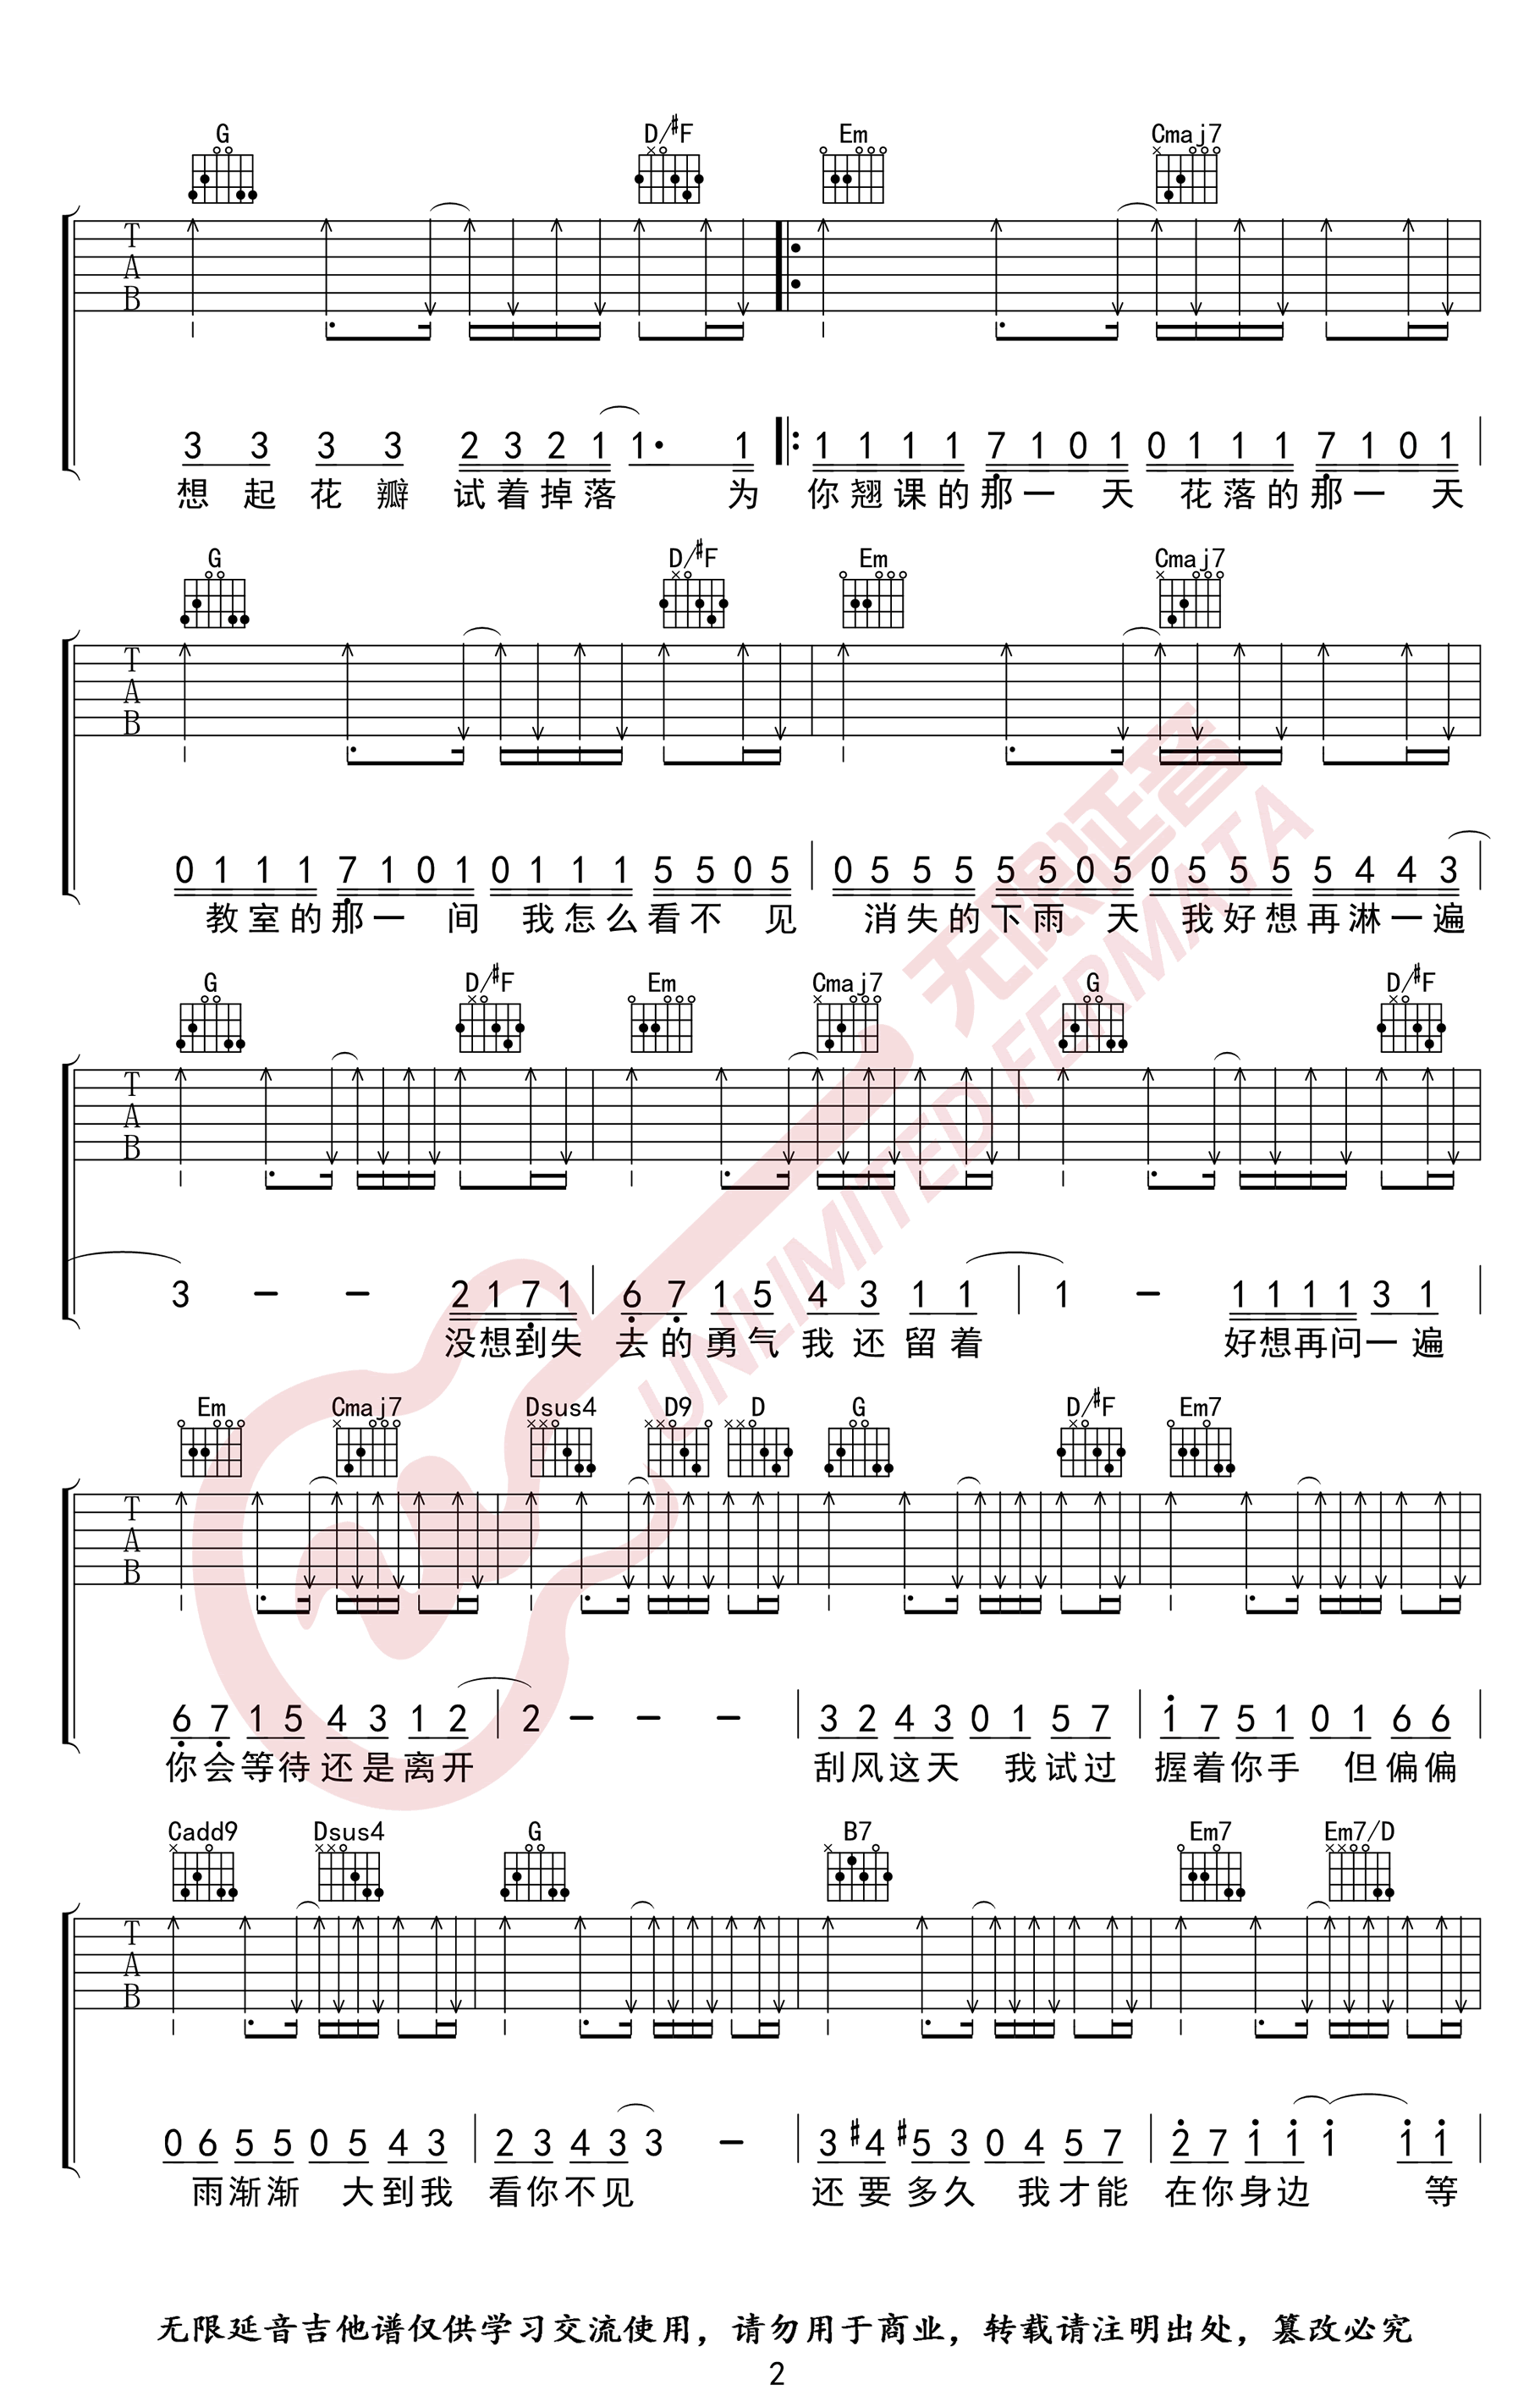 G D/#F Em Cmaj7
T
A
B
3 3 3 3 2 3 2 1 1· 1 1 1 1 1 7 1 0 1 0 1 1 1 7 1 0 1
想 起 花 瓣 试 着 掉 落 为 你 翘 课 的 那 一 天 花 落 的 那 一 天
G D/#F Em Cmaj7
T
A
B
0 1 1 1 7 1 0 1 0 1 1 1 5 5 0 5 0 5 5 5 5 5 0 5 0 5 5 5 5 4 4 3
教 室 的 那 一 间 我 怎 么 看 不 见 消 失 的 下 雨 天 我 好 想 再 淋 一 遍
G D/#F Em Cmaj7 G D/#F
T
A
B
3 - - 2 1 7 1 6 7 1 5 4 3 1 1 1 - 1 1 1 1 3 1
没 想 到 失 去 的 勇 气 我 还 留 着 好 想 再 问 一 遍
Em Cmaj7 Dsus4 D9 D G D/#F Em7
T
A
B
6 7 1 5 4 3 1 2 2 - - - 3 2 4 3 0 1 5 7 1 7 5 1 0 1 6 6
你 会 等 待 还 是 离 开 刮 风 这 天 我 试 过 握 着 你 手 但 偏 偏
Cadd9 Dsus4 G B7 Em7 Em7/D
T
A
B
0 6 5 5 0 5 4 3 2 3 4 3 3 - 3 #4 #5 3 0 4 5 7 2 7 1 1 1 1 1
雨 渐 渐 大 到 我 看 你 不 见 还 要 多 久 我 才 能 在 你 身 边 等
无限延音
UNLIMITED FERMATA
无限延音吉他谱仅供学习交流使用，请勿用于商业，转载请注明出处，篡改必究
2